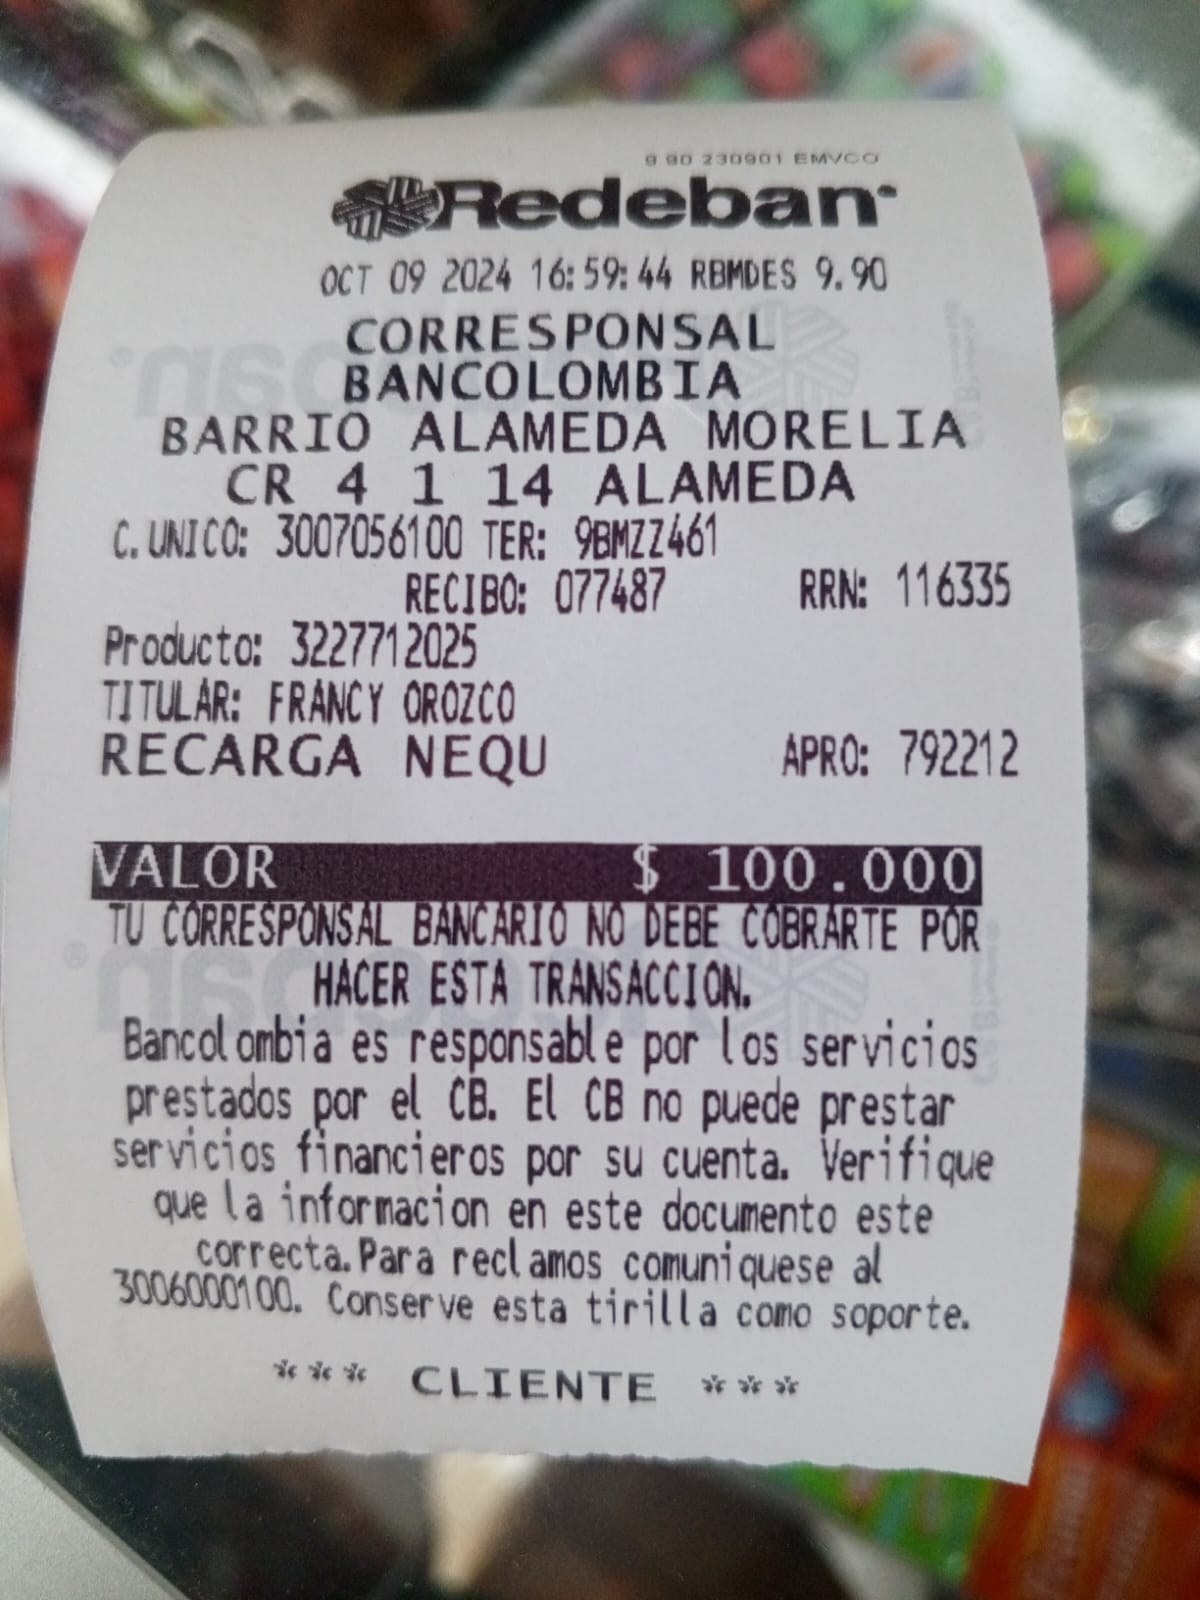 9.90 230901 EMVCO
Redeban
OCT 09 2024 16:59:44 RBMDES 9.90
CORRESPONSAL
BANCOLOMBIA
BARRIO ALAMEDA MORELIA
CR 4 1 14 ALAMEDA
C. UNICO: 3007056100 TER: 9BMZZ461
RECIBO: 077487 RRN: 116335
Producto: 3227712025
TITULAR: FRANCY OROZCO
RECARGA NEQU APRO: 792212
VALOR $ 100.000
TU CORRESPONSAL BANCARIO NO DEBE COBRARTE POR
HACER ESTA TRANSACCION.
Bancolombia es responsable por los servicios
prestados por el CB. El CB no puede prestar
servicios financieros por su cuenta. Verifique
que la informacion en este documento este
correcta. Para reclamos comuniquese al
3006000100. Conserve esta tirilla como soporte.
*** CLIENTE ***